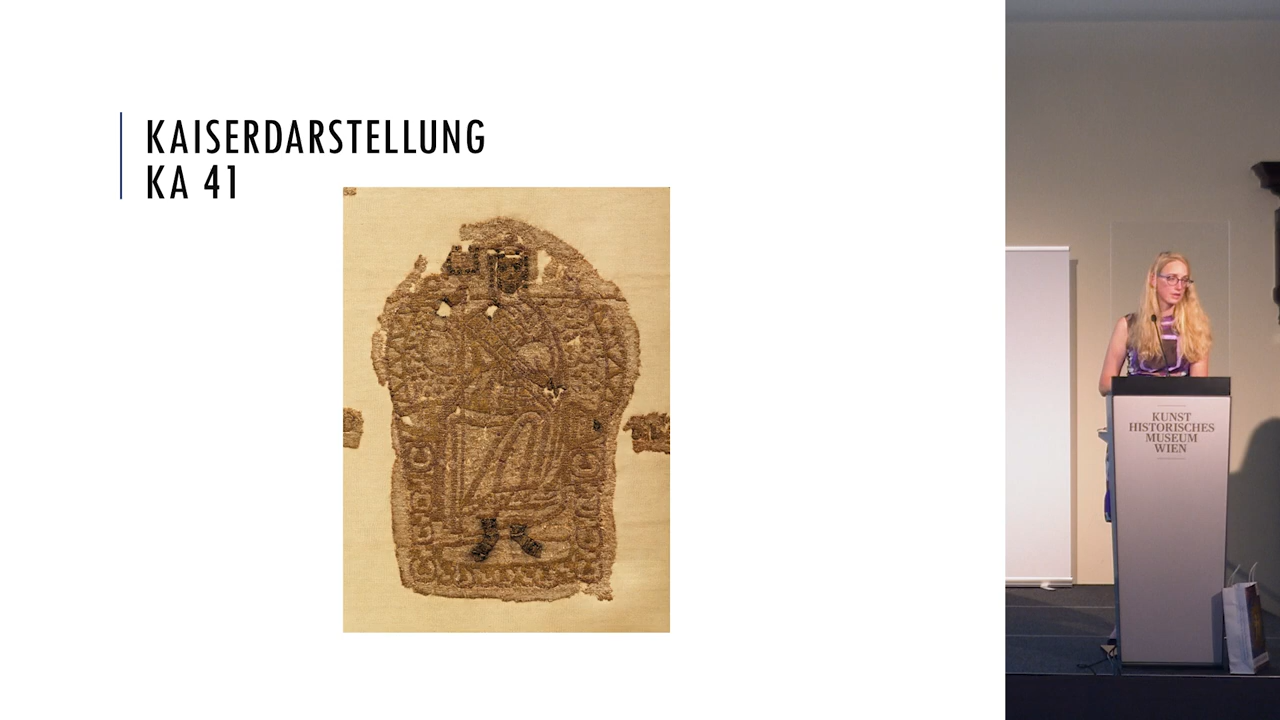 KAISERDARSTELLUNG
KA 41
KUNST
HISTORISCHES
MUSEUM
WIEN